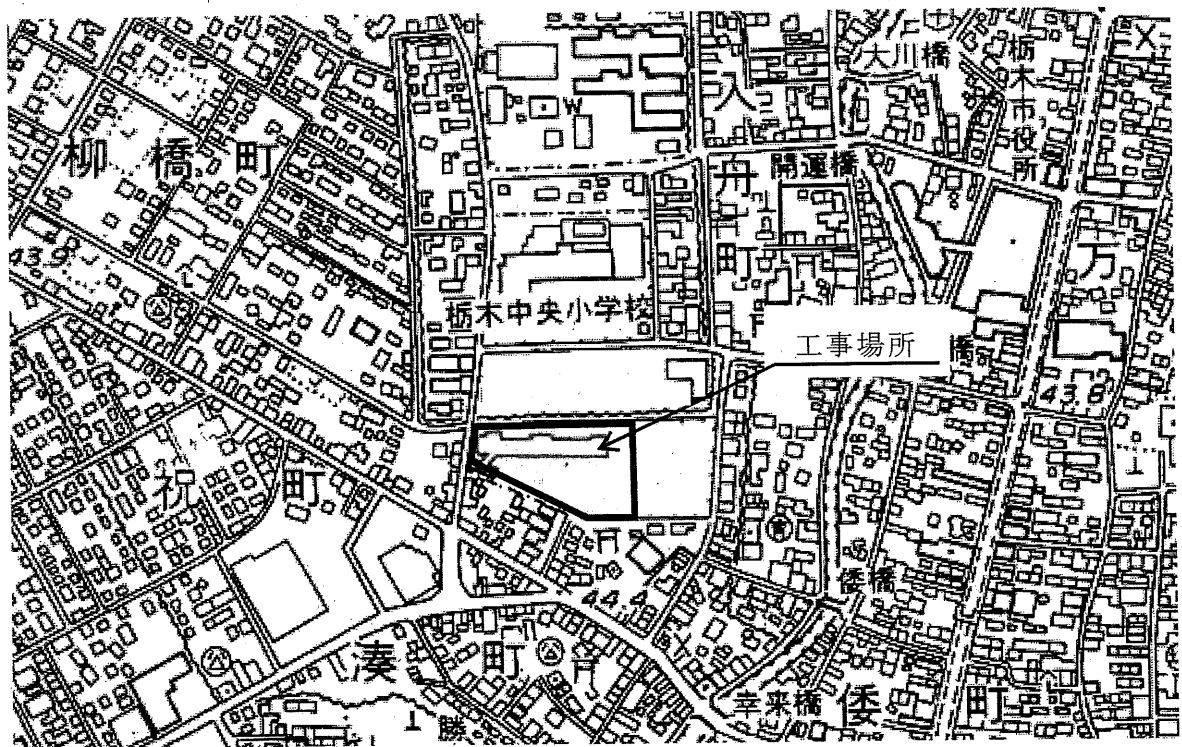 大川橋
栃木市役所
入舟町
開運橋
柳橋町
W
43.9
万
栃木中央小学校
工事場所
橋
43.8
祝町
倭橋
44.4
湊町
幸来橋
倭町
勝